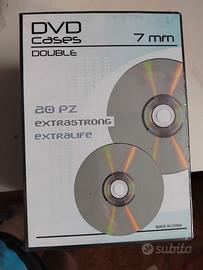 DVD
cases
DOUBLE
7 mm
20 PZ
EXTRASTRONG
EXTRALIFE
MADE IN CHINA
subito